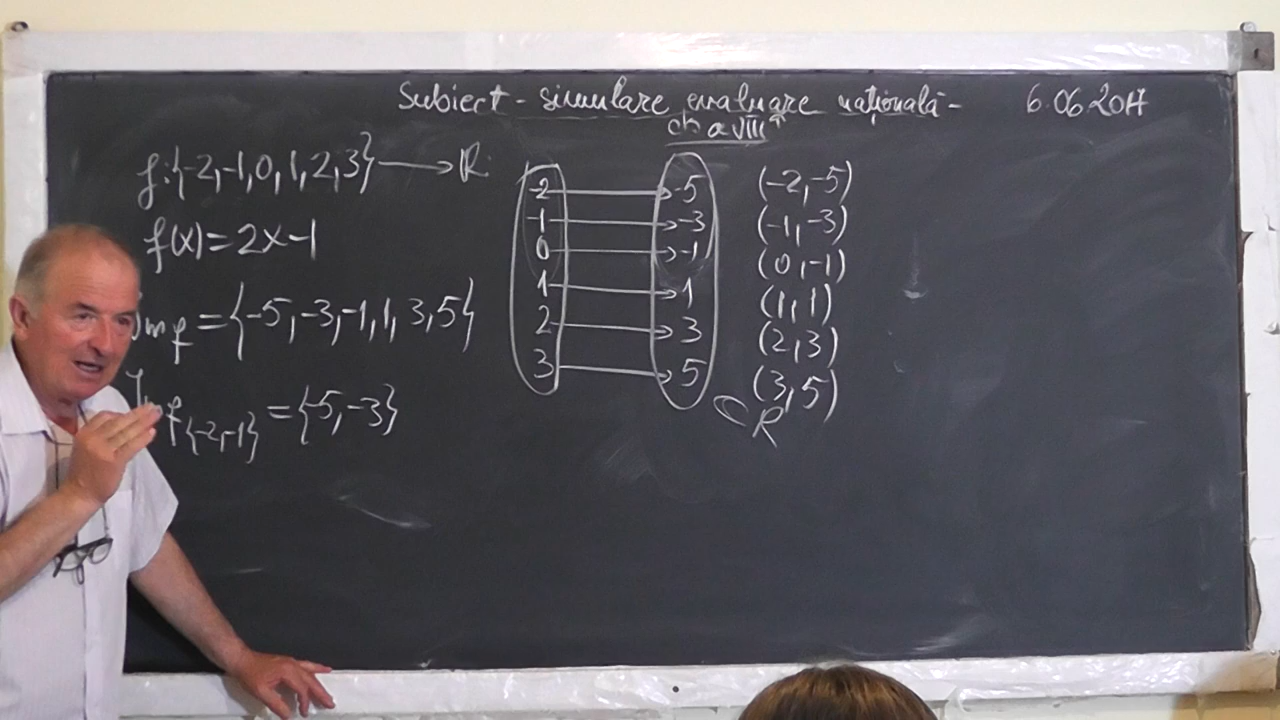 Subiect - simulare evaluare națională - 6.06.2017
cls a VIII a
f:{-2,-1,0,1,2,3}→R
f(x)=2x-1
Im f={-5,-3,-1,1,3,5}
Im f{-2,-1}={-5,-3}
-2 → -5
-1 → -3
0 → -1
1 → 1
2 → 3
3 → 5
⊂R
(-2,-5)
(-1,-3)
(0,-1)
(1,1)
(2,3)
(3,5)